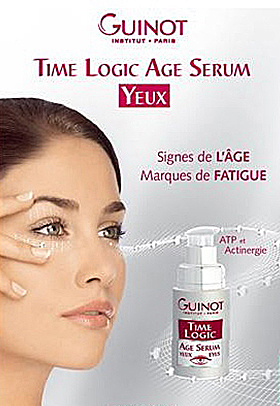 GUINOT
INSTITUT • PARIS
TIME LOGIC AGE SERUM
YEUX
Signes de L'ÂGE
Marques de FATIGUE
ATP et
Actinergie
GUINOT
INSTITUT • PARIS
TIME
LOGIC
AGE SERUM
YEUX EYES